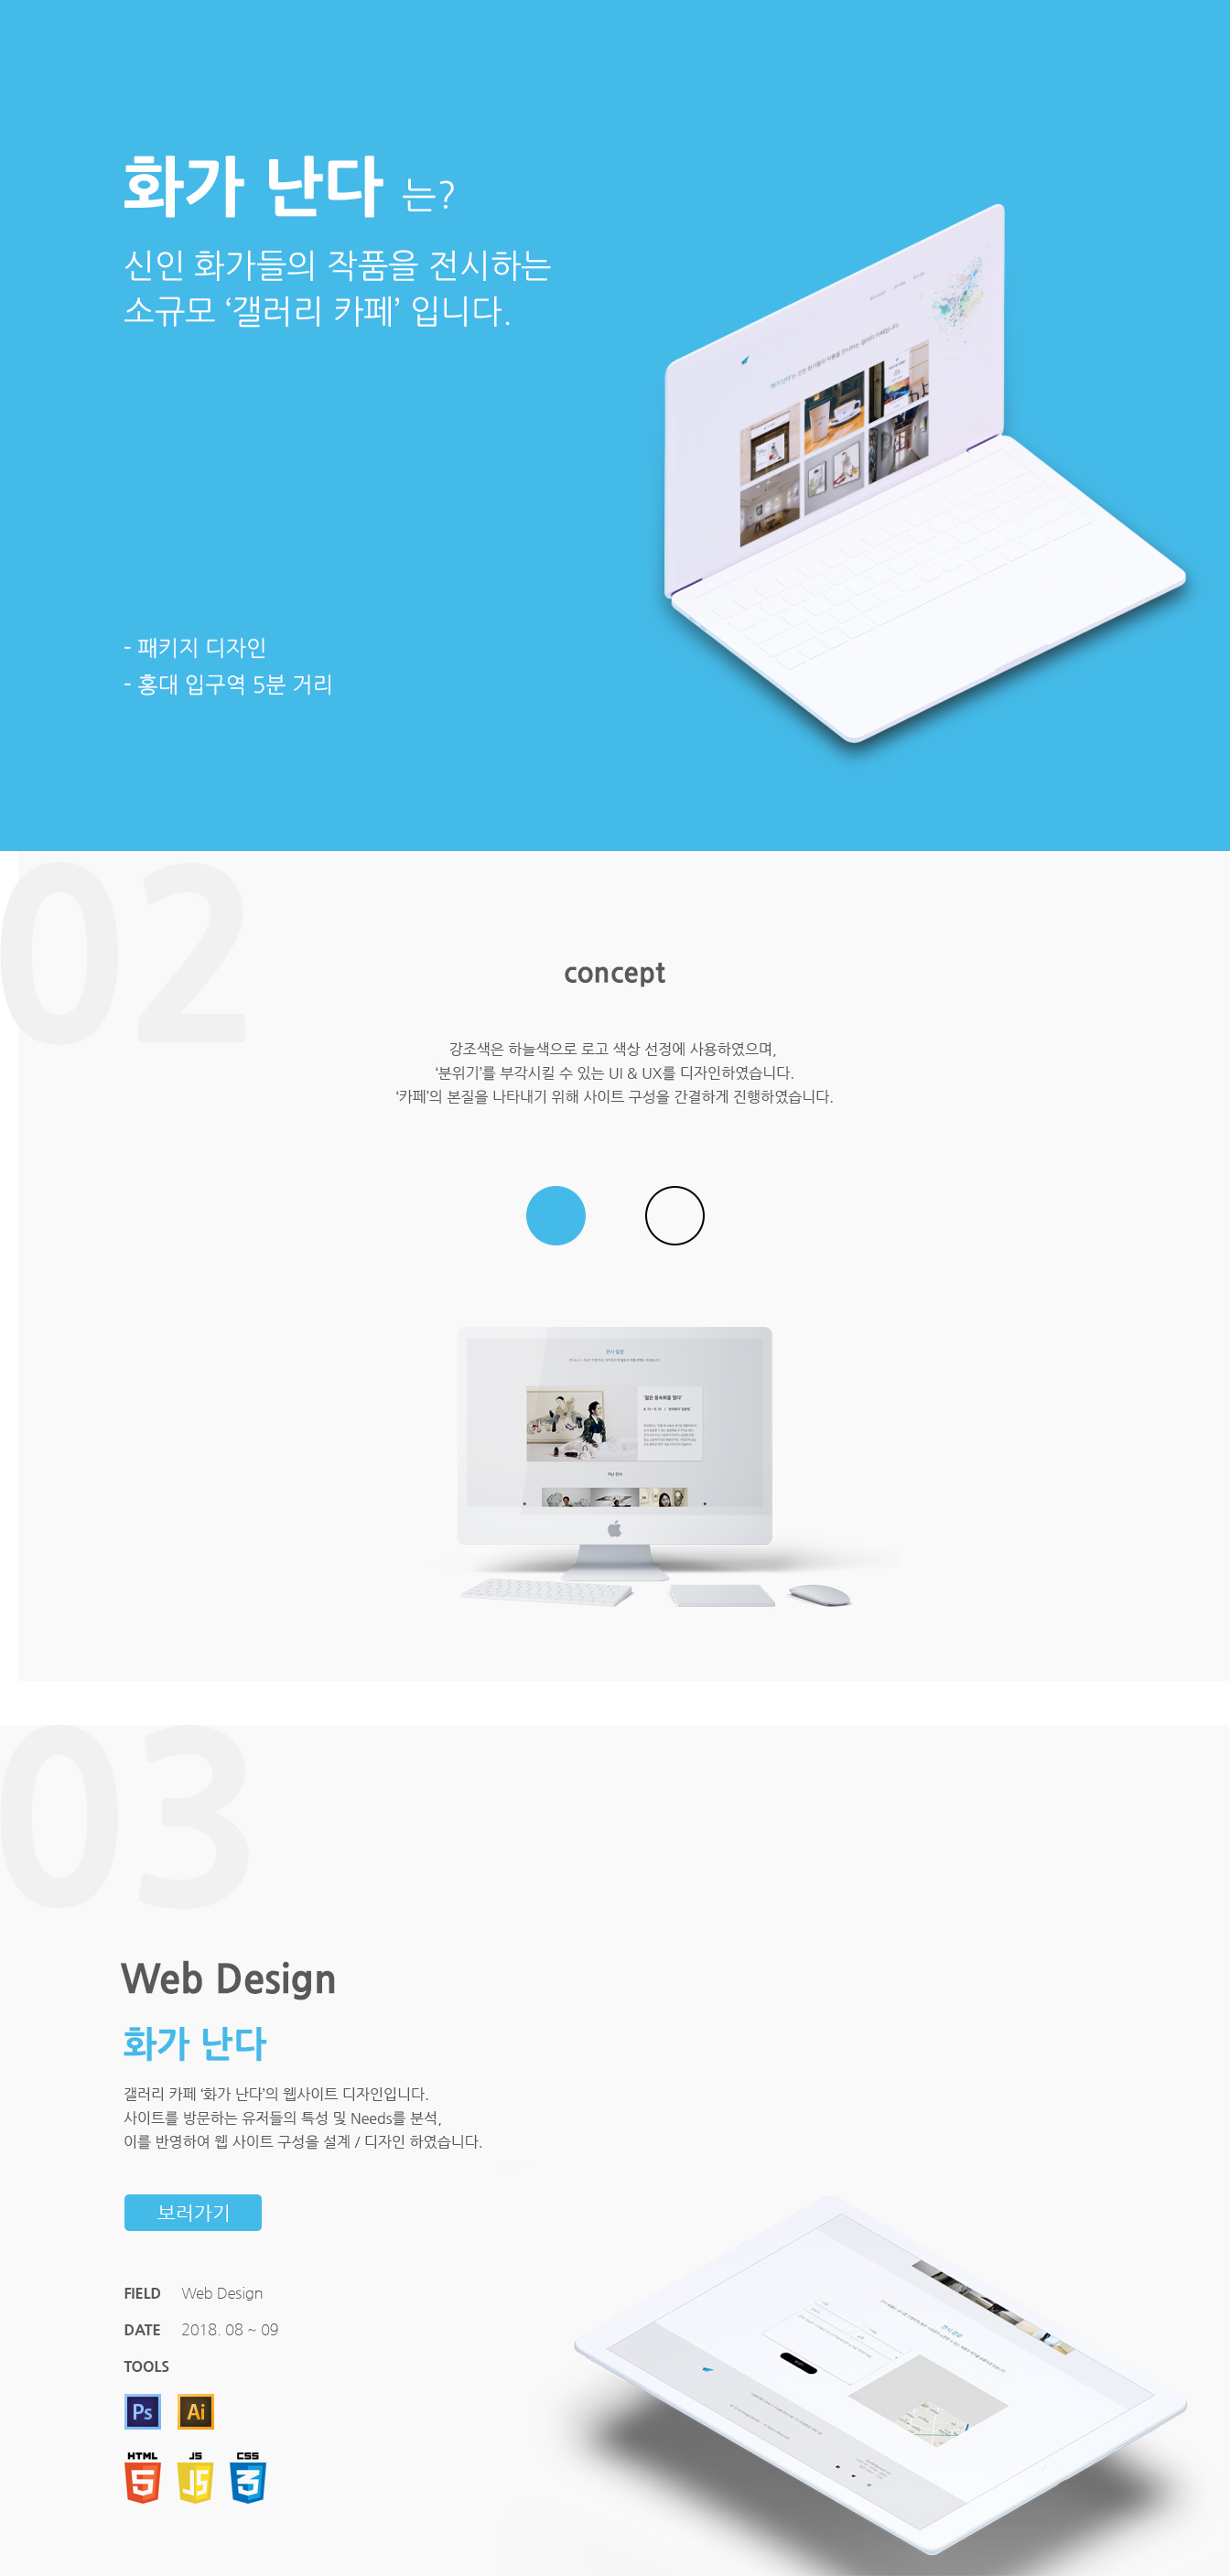 화가 난다 는?
신인 화가들의 작품을 전시하는
소규모 ‘갤러리 카페’ 입니다.
- 패키지 디자인
- 홍대 입구역 5분 거리
02
concept
강조색은 하늘색으로 로고 색상 선정에 사용하였으며,
‘분위기’를 부각시킬 수 있는 UI & UX를 디자인하였습니다.
‘카페’의 본질을 나타내기 위해 사이트 구성을 간결하게 진행하였습니다.
전시 일정
지난 전시
03
Web Design
화가 난다
갤러리 카페 ‘화가 난다’의 웹사이트 디자인입니다.
사이트를 방문하는 유저들의 특성 및 Needs를 분석,
이를 반영하여 웹 사이트 구성을 설계 / 디자인 하였습니다.
보러가기
FIELD Web Design
DATE 2018. 08 ~ 09
TOOLS
Ps Ai
HTML JS CSS
5 JS 3